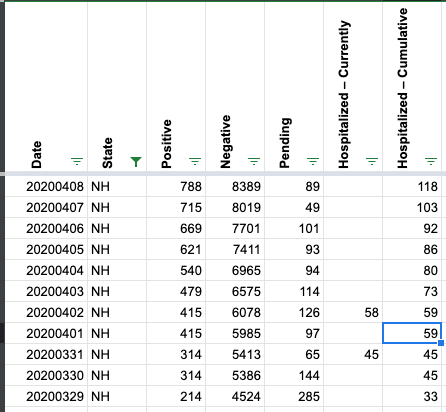 Date State Positive Negative Pending Hospitalized – Currently Hospitalized – Cumulative
20200408 NH 788 8389 89 118
20200407 NH 715 8019 49 103
20200406 NH 669 7701 101 92
20200405 NH 621 7411 93 86
20200404 NH 540 6965 94 80
20200403 NH 479 6575 114 73
20200402 NH 415 6078 126 58 59
20200401 NH 415 5985 97 59
20200331 NH 314 5413 65 45 45
20200330 NH 314 5386 144 45
20200329 NH 214 4524 285 33